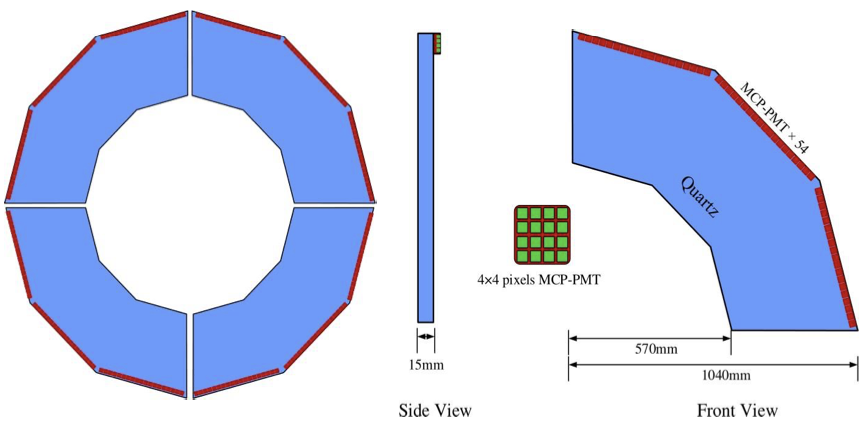 MCP-PMT × 54
Quartz
4×4 pixels MCP-PMT
15mm
570mm
1040mm
Side View
Front View